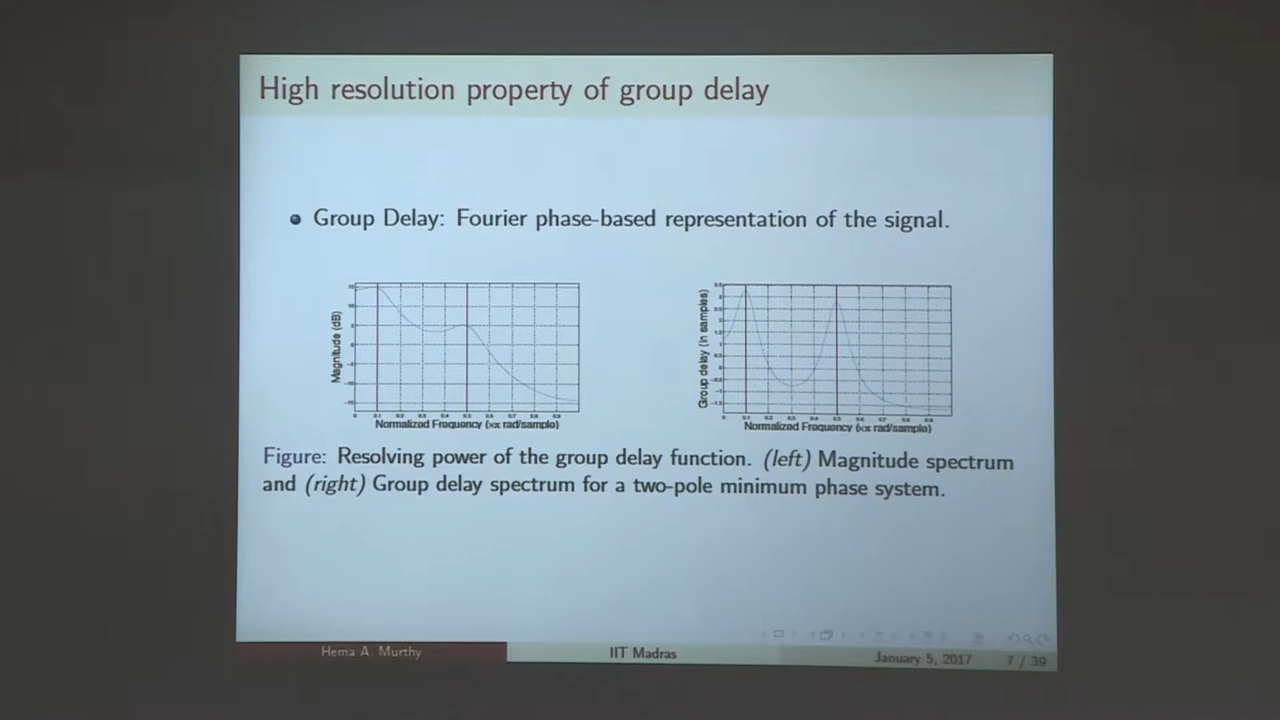 High resolution property of group delay
Group Delay: Fourier phase-based representation of the signal.
Magnitude (dB)
Normalized Frequency (×π rad/sample)
Group delay (in samples)
Normalized Frequency (×π rad/sample)
Figure: Resolving power of the group delay function. (left) Magnitude spectrum
and (right) Group delay spectrum for a two-pole minimum phase system.
Hema A. Murthy
IIT Madras
January 5, 2017
7 / 39